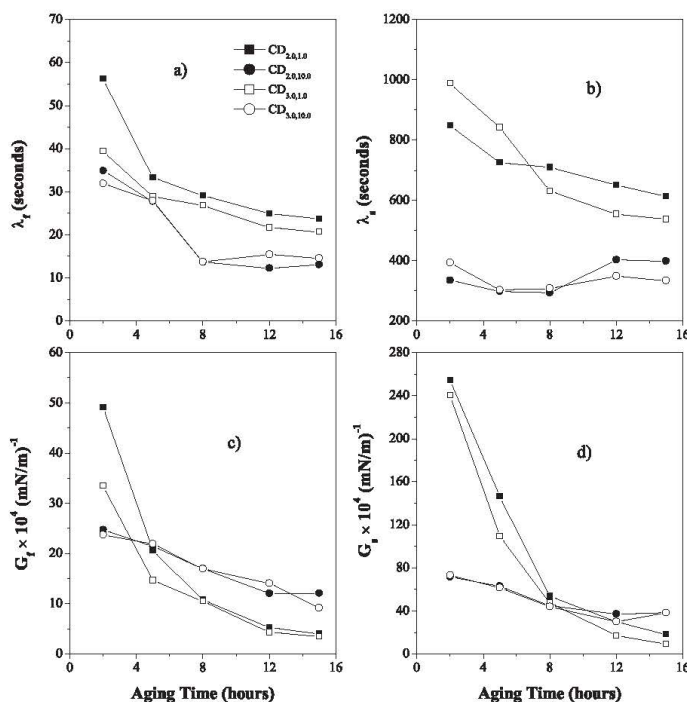 70
60
50
40
30
20
10
0
λf (seconds)
0 4 8 12 16
a)
CD2.0,1.0
CD2.0,10.0
CD3.0,1.0
CD3.0,10.0
1200
1000
800
600
400
200
λs (seconds)
0 4 8 12 16
b)
60
50
40
30
20
10
0
Gf × 10⁴ (mN/m)⁻¹
0 4 8 12 16
c)
Aging Time (hours)
280
240
200
160
120
80
40
0
Gs × 10⁴ (mN/m)⁻¹
0 4 8 12 16
d)
Aging Time (hours)